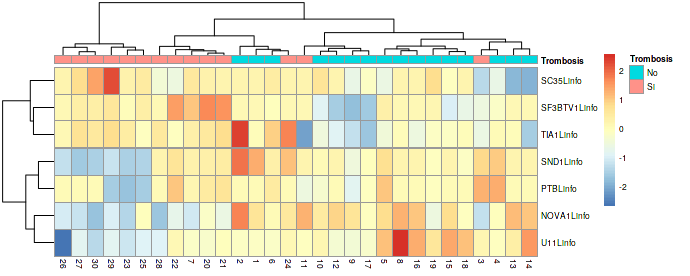 Trombosis
Trombosis
No
Si
2
1
0
-1
-2
SC35Linfo
SF3BTV1Linfo
TIA1Linfo
SND1Linfo
PTBLinfo
NOVA1Linfo
U11Linfo
26 27 30 29 23 25 28 22 7 20 21 2 1 6 24 11 10 12 9 17 5 8 16 19 15 18 3 4 13 14